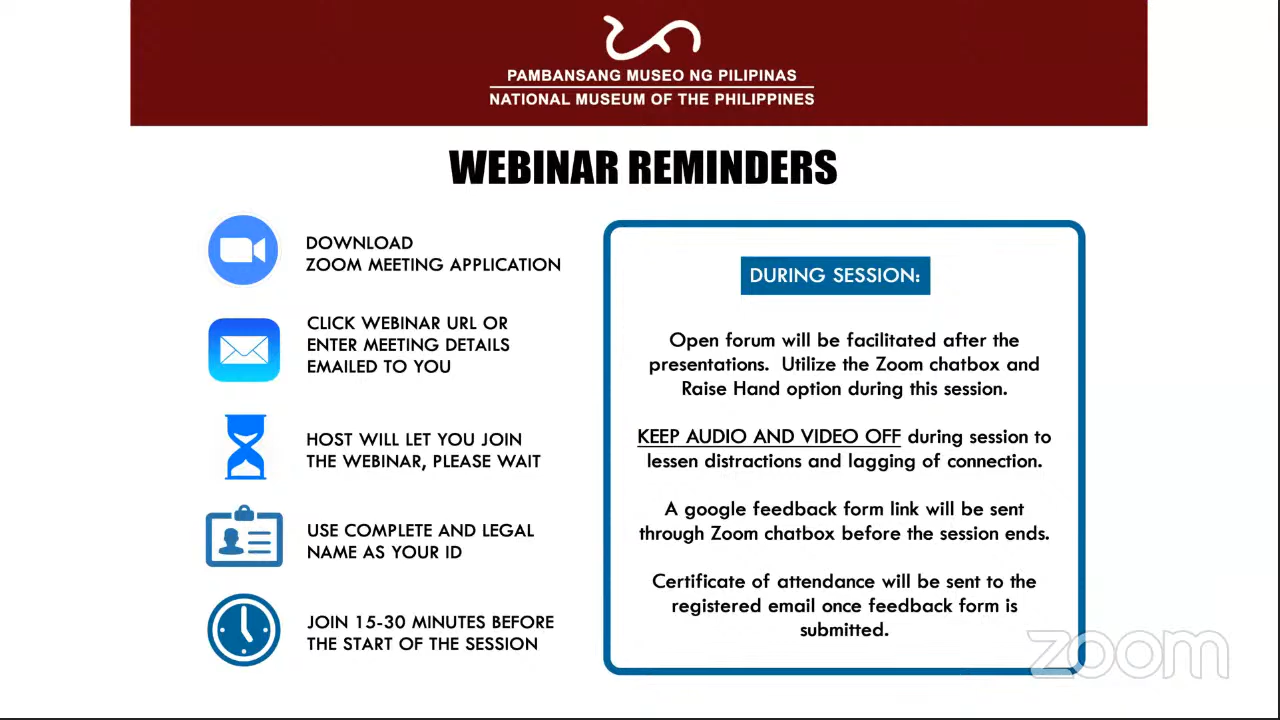 PAMBANSANG MUSEO NG PILIPINAS
NATIONAL MUSEUM OF THE PHILIPPINES
WEBINAR REMINDERS
DOWNLOAD
ZOOM MEETING APPLICATION
CLICK WEBINAR URL OR
ENTER MEETING DETAILS
EMAILED TO YOU
HOST WILL LET YOU JOIN
THE WEBINAR, PLEASE WAIT
USE COMPLETE AND LEGAL
NAME AS YOUR ID
JOIN 15-30 MINUTES BEFORE
THE START OF THE SESSION
DURING SESSION:
Open forum will be facilitated after the
presentations. Utilize the Zoom chatbox and
Raise Hand option during this session.
KEEP AUDIO AND VIDEO OFF during session to
lessen distractions and lagging of connection.
A google feedback form link will be sent
through Zoom chatbox before the session ends.
Certificate of attendance will be sent to the
registered email once feedback form is
submitted.
zoom